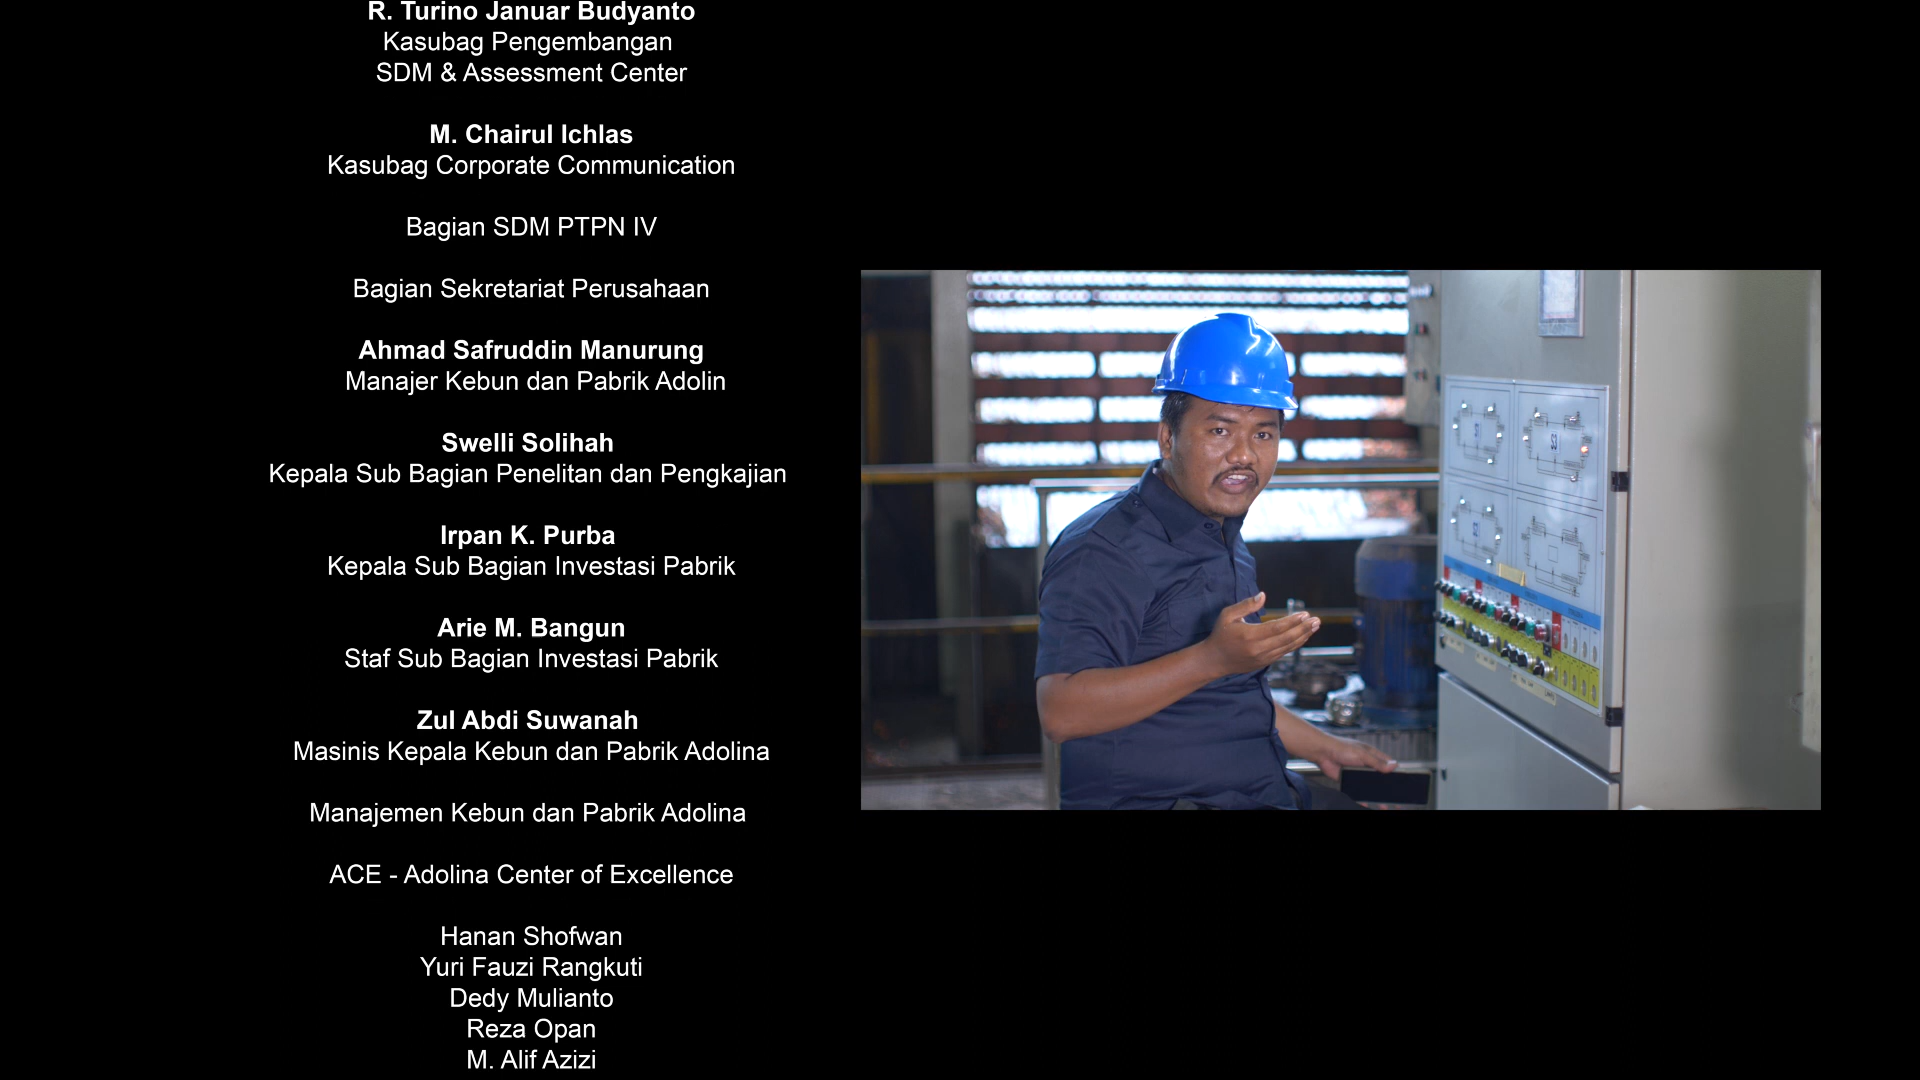 R. Turino Januar Budyanto
Kasubag Pengembangan
SDM & Assessment Center
M. Chairul Ichlas
Kasubag Corporate Communication
Bagian SDM PTPN IV
Bagian Sekretariat Perusahaan
Ahmad Safruddin Manurung
Manajer Kebun dan Pabrik Adolin
Swelli Solihah
Kepala Sub Bagian Penelitan dan Pengkajian
Irpan K. Purba
Kepala Sub Bagian Investasi Pabrik
Arie M. Bangun
Staf Sub Bagian Investasi Pabrik
Zul Abdi Suwanah
Masinis Kepala Kebun dan Pabrik Adolina
Manajemen Kebun dan Pabrik Adolina
ACE - Adolina Center of Excellence
Hanan Shofwan
Yuri Fauzi Rangkuti
Dedy Mulianto
Reza Opan
M. Alif Azizi
S1
S3
S2